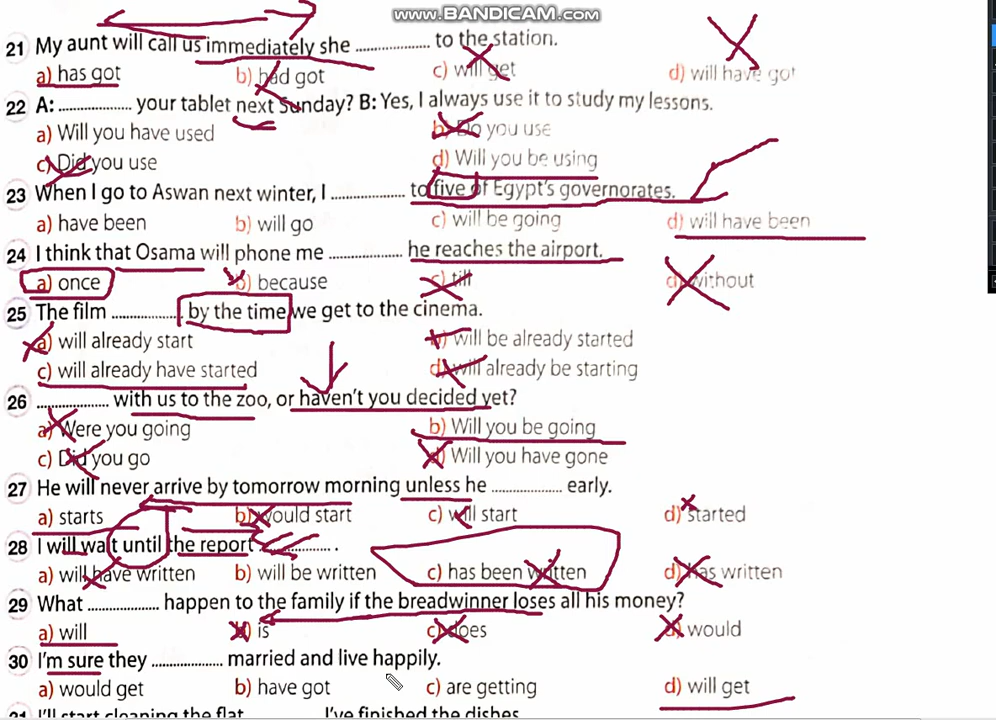 www.BANDICAM.com
21 My aunt will call us immediately she ................ to the station.
a) has got b) had got c) will get d) will have got
22 A: ................ your tablet next Sunday? B: Yes, I always use it to study my lessons.
a) Will you have used b) Do you use
c) Did you use d) Will you be using
23 When I go to Aswan next winter, I ................ to five of Egypt's governorates.
a) have been b) will go c) will be going d) will have been
24 I think that Osama will phone me ................ he reaches the airport.
a) once b) because c) till d) without
25 The film ................ by the time we get to the cinema.
a) will already start b) will be already started
c) will already have started d) will already be starting
26 ................ with us to the zoo, or haven't you decided yet?
a) Were you going b) Will you be going
c) Did you go d) Will you have gone
27 He will never arrive by tomorrow morning unless he ................ early.
a) starts b) would start c) will start d) started
28 I will wait until the report ................ .
a) will have written b) will be written c) has been written d) has written
29 What ................ happen to the family if the breadwinner loses all his money?
a) will b) is c) does d) would
30 I'm sure they ................ married and live happily.
a) would get b) have got c) are getting d) will get
31 I'll start cleaning the flat ................ I've finished the dishes